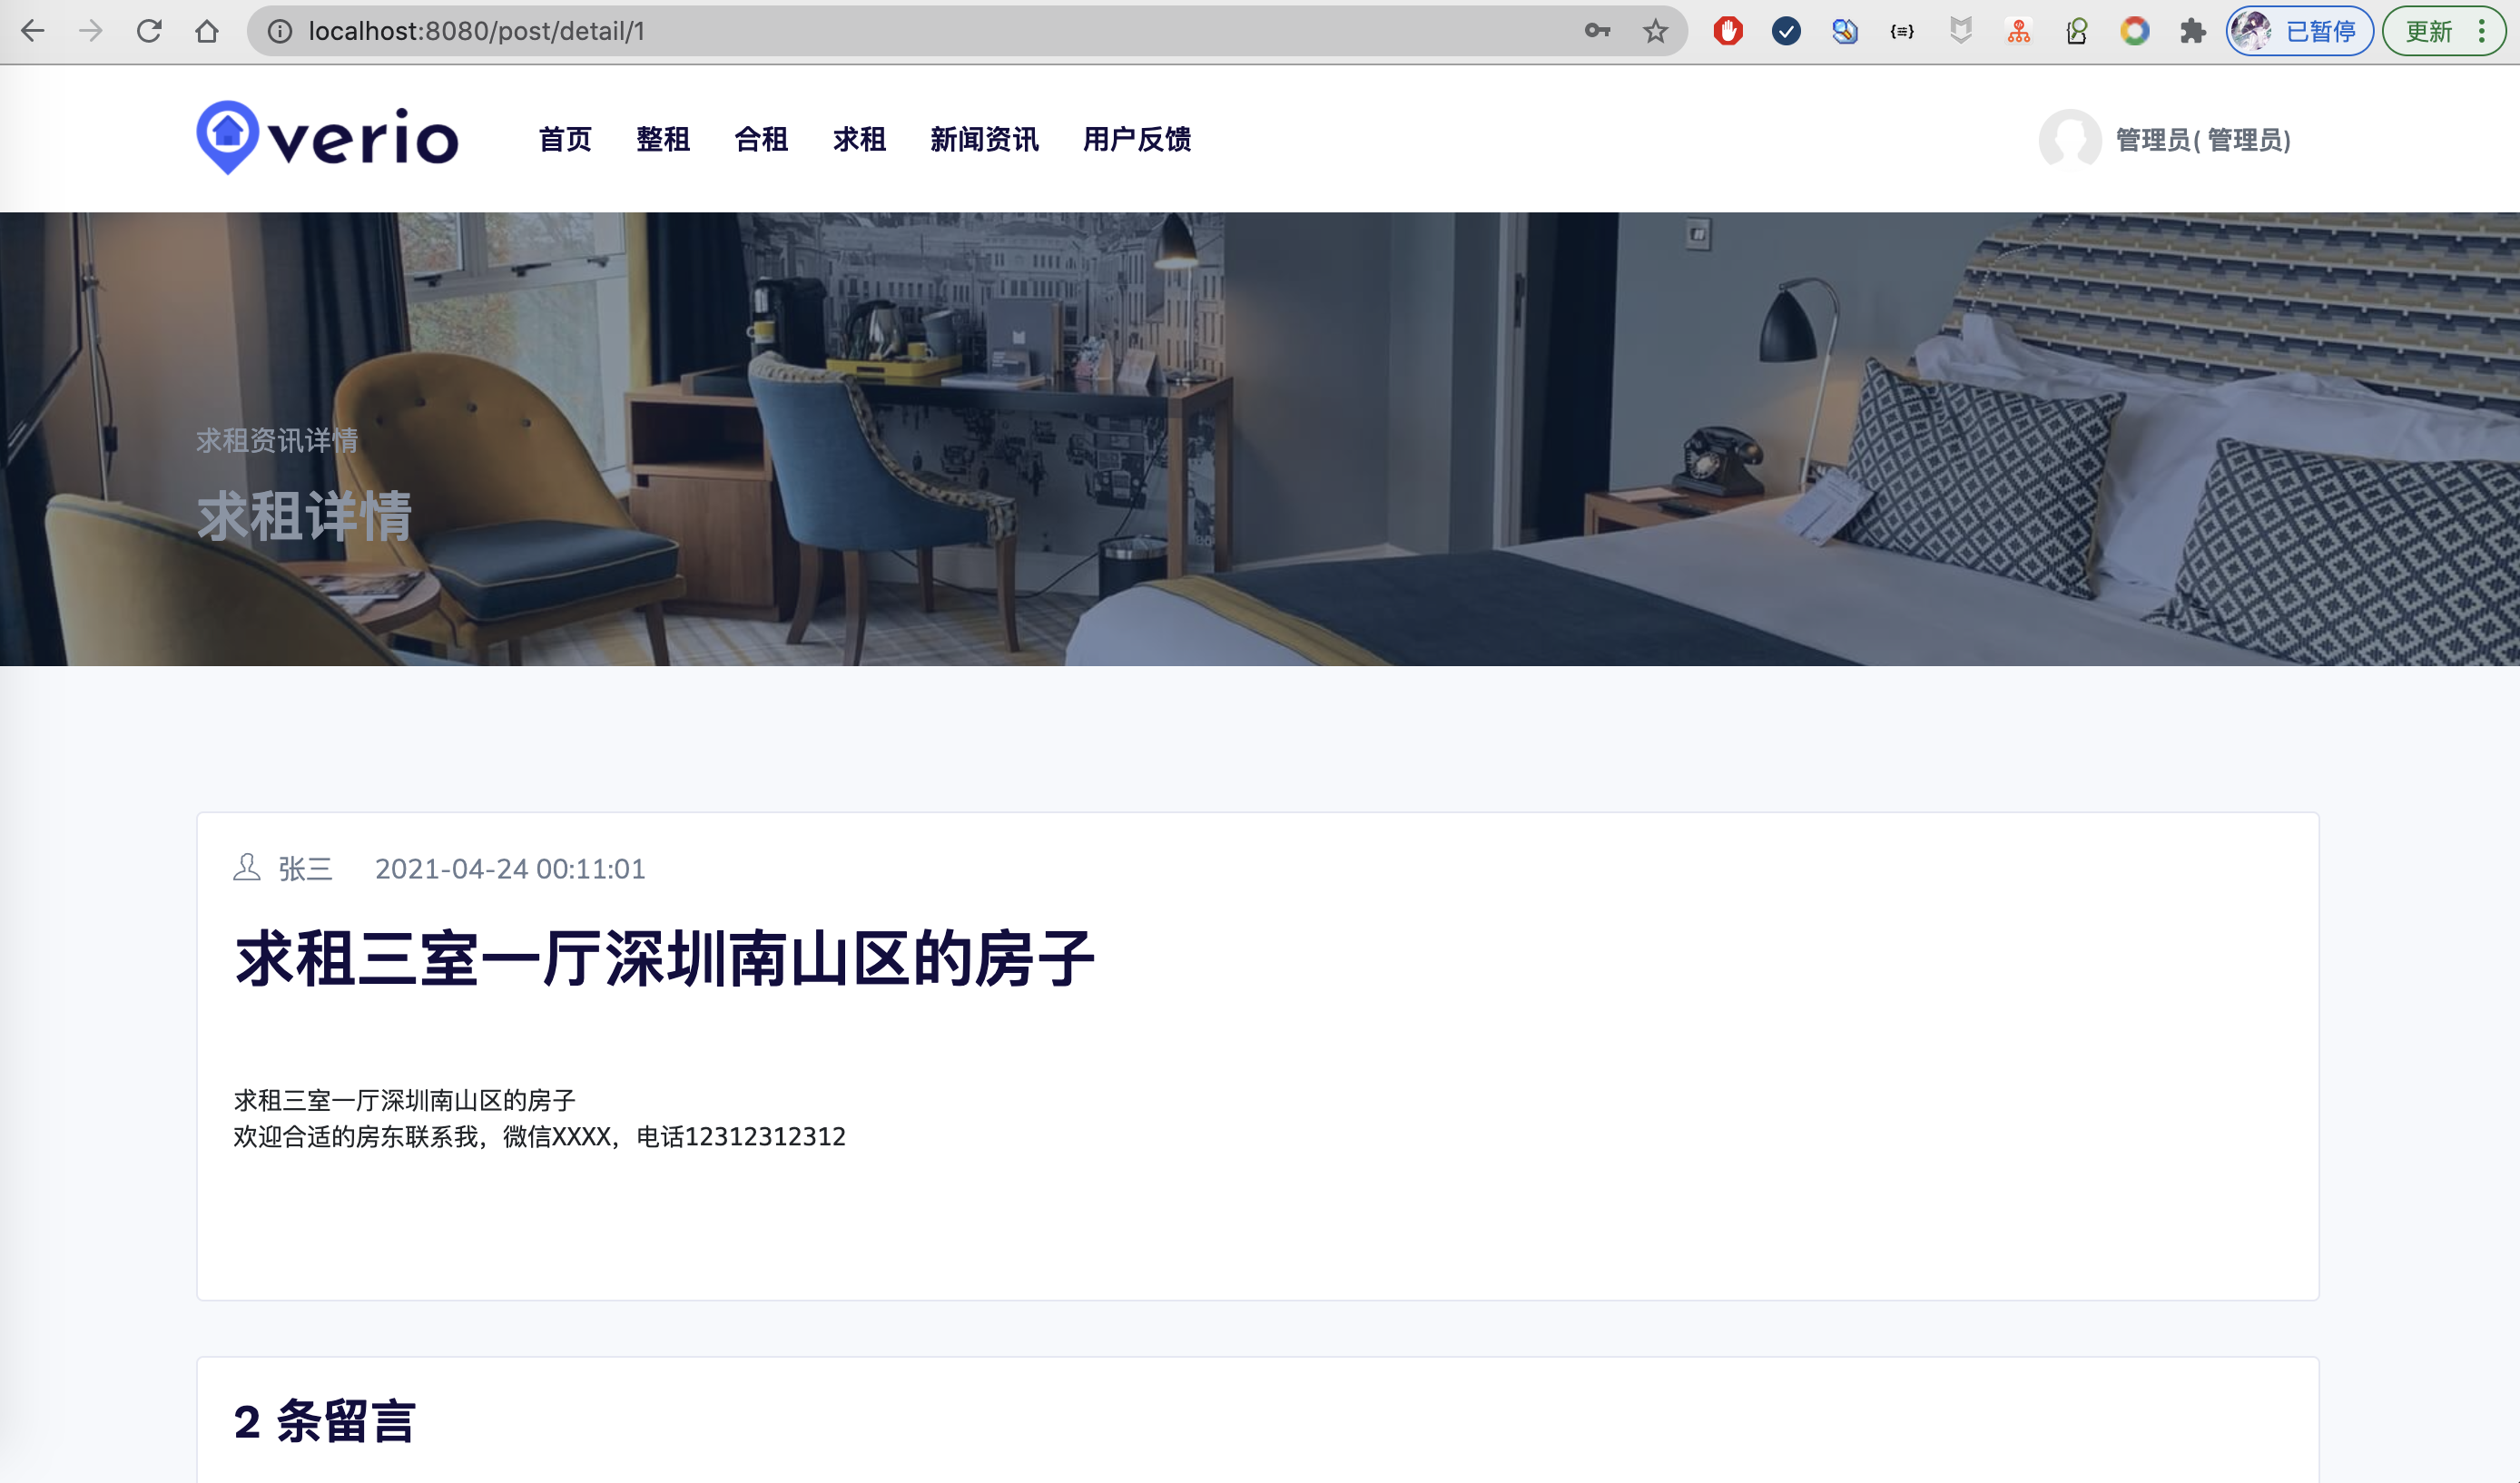 localhost:8080/post/detail/1
已暂停
更新
verio
首页 整租 合租 求租 新闻资讯 用户反馈
管理员( 管理员)
求租资讯详情
求租详情
张三 2021-04-24 00:11:01
求租三室一厅深圳南山区的房子
求租三室一厅深圳南山区的房子
欢迎合适的房东联系我，微信XXXX，电话12312312312
2 条留言